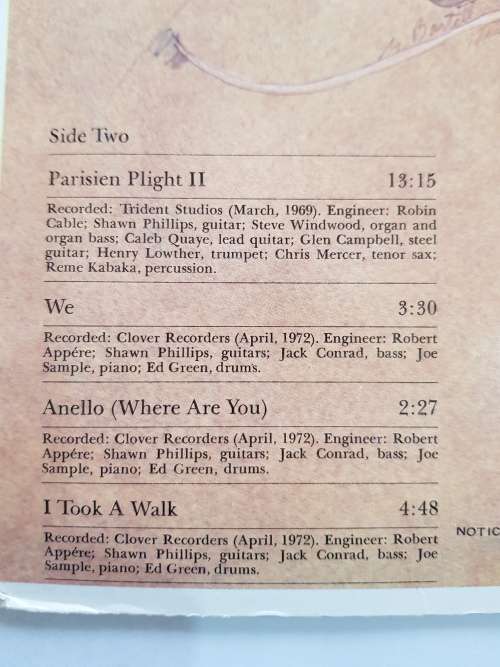 Side Two
Parisien Plight II 13:15
Recorded: Trident Studios (March, 1969). Engineer: Robin
Cable; Shawn Phillips, guitar; Steve Windwood, organ and
organ bass; Caleb Quaye, lead quitar; Glen Campbell, steel
guitar; Henry Lowther, trumpet; Chris Mercer, tenor sax;
Reme Kabaka, percussion.
We 3:30
Recorded: Clover Recorders (April, 1972). Engineer: Robert
Appére; Shawn Phillips, guitars; Jack Conrad, bass; Joe
Sample, piano; Ed Green, drums.
Anello (Where Are You) 2:27
Recorded: Clover Recorders (April, 1972). Engineer: Robert
Appére; Shawn Phillips, guitars; Jack Conrad, bass; Joe
Sample, piano; Ed Green, drums.
I Took A Walk 4:48
Recorded: Clover Recorders (April, 1972). Engineer: Robert
Appére; Shawn Phillips, guitars; Jack Conrad, bass; Joe
Sample, piano; Ed Green, drums.
NOTIC